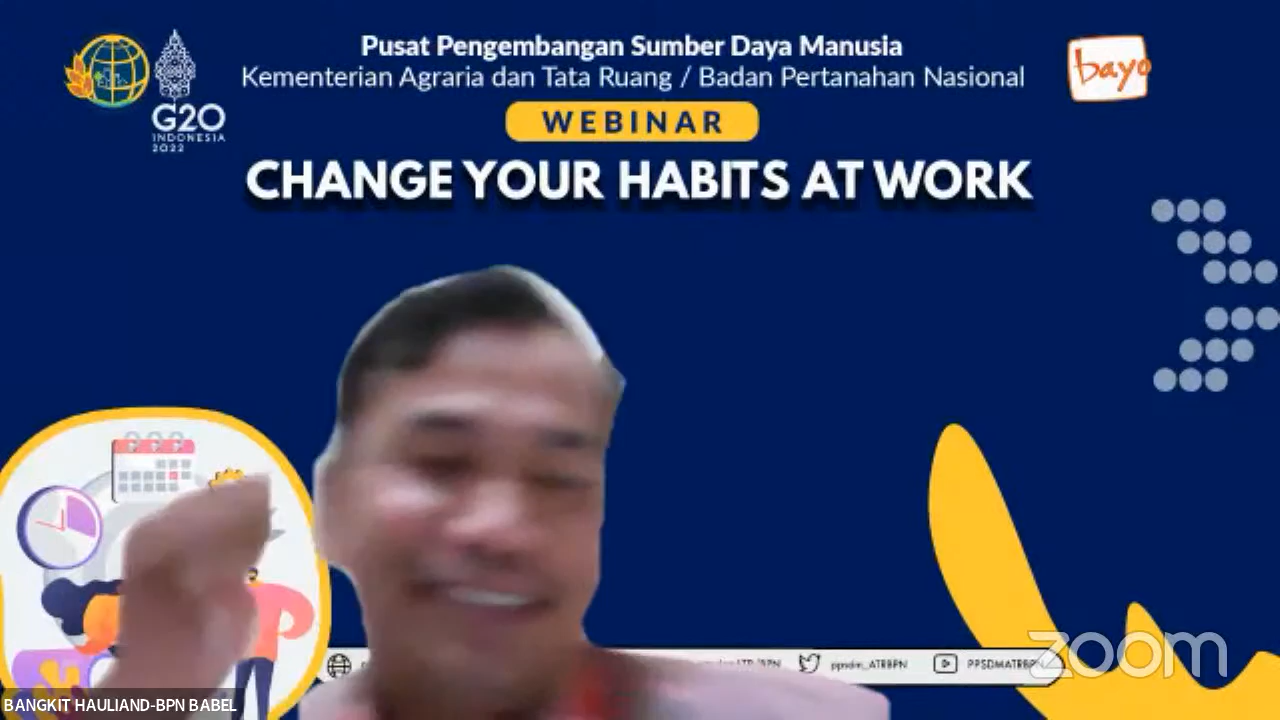 Pusat Pengembangan Sumber Daya Manusia
Kementerian Agraria dan Tata Ruang / Badan Pertanahan Nasional
bayo
G20
INDONESIA
2022
WEBINAR
CHANGE YOUR HABITS AT WORK
ppsdm_ATRBPN
PPSDMATRBPN
zoom
BANGKIT HAULIAND-BPN BABEL